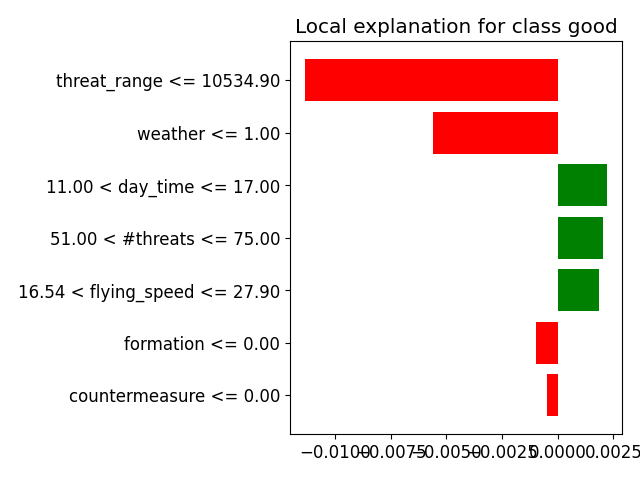 Local explanation for class good
threat_range <= 10534.90
weather <= 1.00
11.00 < day_time <= 17.00
51.00 < #threats <= 75.00
16.54 < flying_speed <= 27.90
formation <= 0.00
countermeasure <= 0.00
−0.0100 −0.0075 −0.0050 −0.0025 0.0000 0.0025